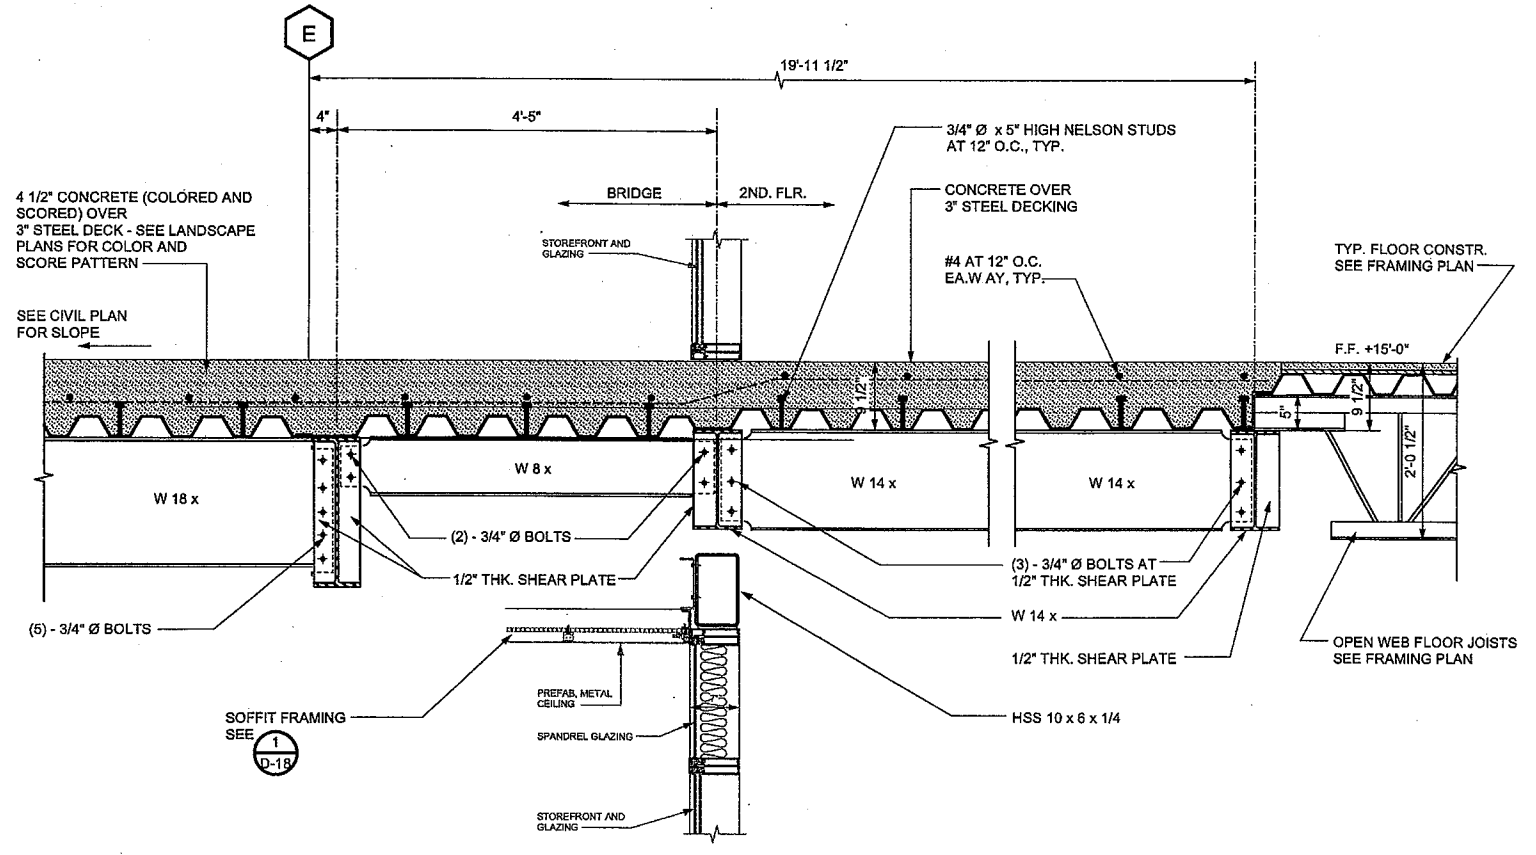 E
19'-11 1/2"
4"
4'-5"
3/4" Ø x 5" HIGH NELSON STUDS
AT 12" O.C., TYP.
4 1/2" CONCRETE (COLORED AND
SCORED) OVER
3" STEEL DECK - SEE LANDSCAPE
PLANS FOR COLOR AND
SCORE PATTERN
BRIDGE
2ND. FLR.
CONCRETE OVER
3" STEEL DECKING
STOREFRONT AND
GLAZING
#4 AT 12" O.C.
EA.W AY, TYP.
TYP. FLOOR CONSTR.
SEE FRAMING PLAN
SEE CIVIL PLAN
FOR SLOPE
F.F. +15'-0"
9 1/2"
5"
9 1/2"
2'-0 1/2"
W 18 x
W 8 x
W 14 x
W 14 x
(2) - 3/4" Ø BOLTS
1/2" THK. SHEAR PLATE
(3) - 3/4" Ø BOLTS AT
1/2" THK. SHEAR PLATE
W 14 x
(5) - 3/4" Ø BOLTS
1/2" THK. SHEAR PLATE
OPEN WEB FLOOR JOISTS
SEE FRAMING PLAN
PREFAB, METAL
CEILING
SOFFIT FRAMING
SEE
1
D-18
HSS 10 x 6 x 1/4
SPANDREL GLAZING
STOREFRONT AND
GLAZING